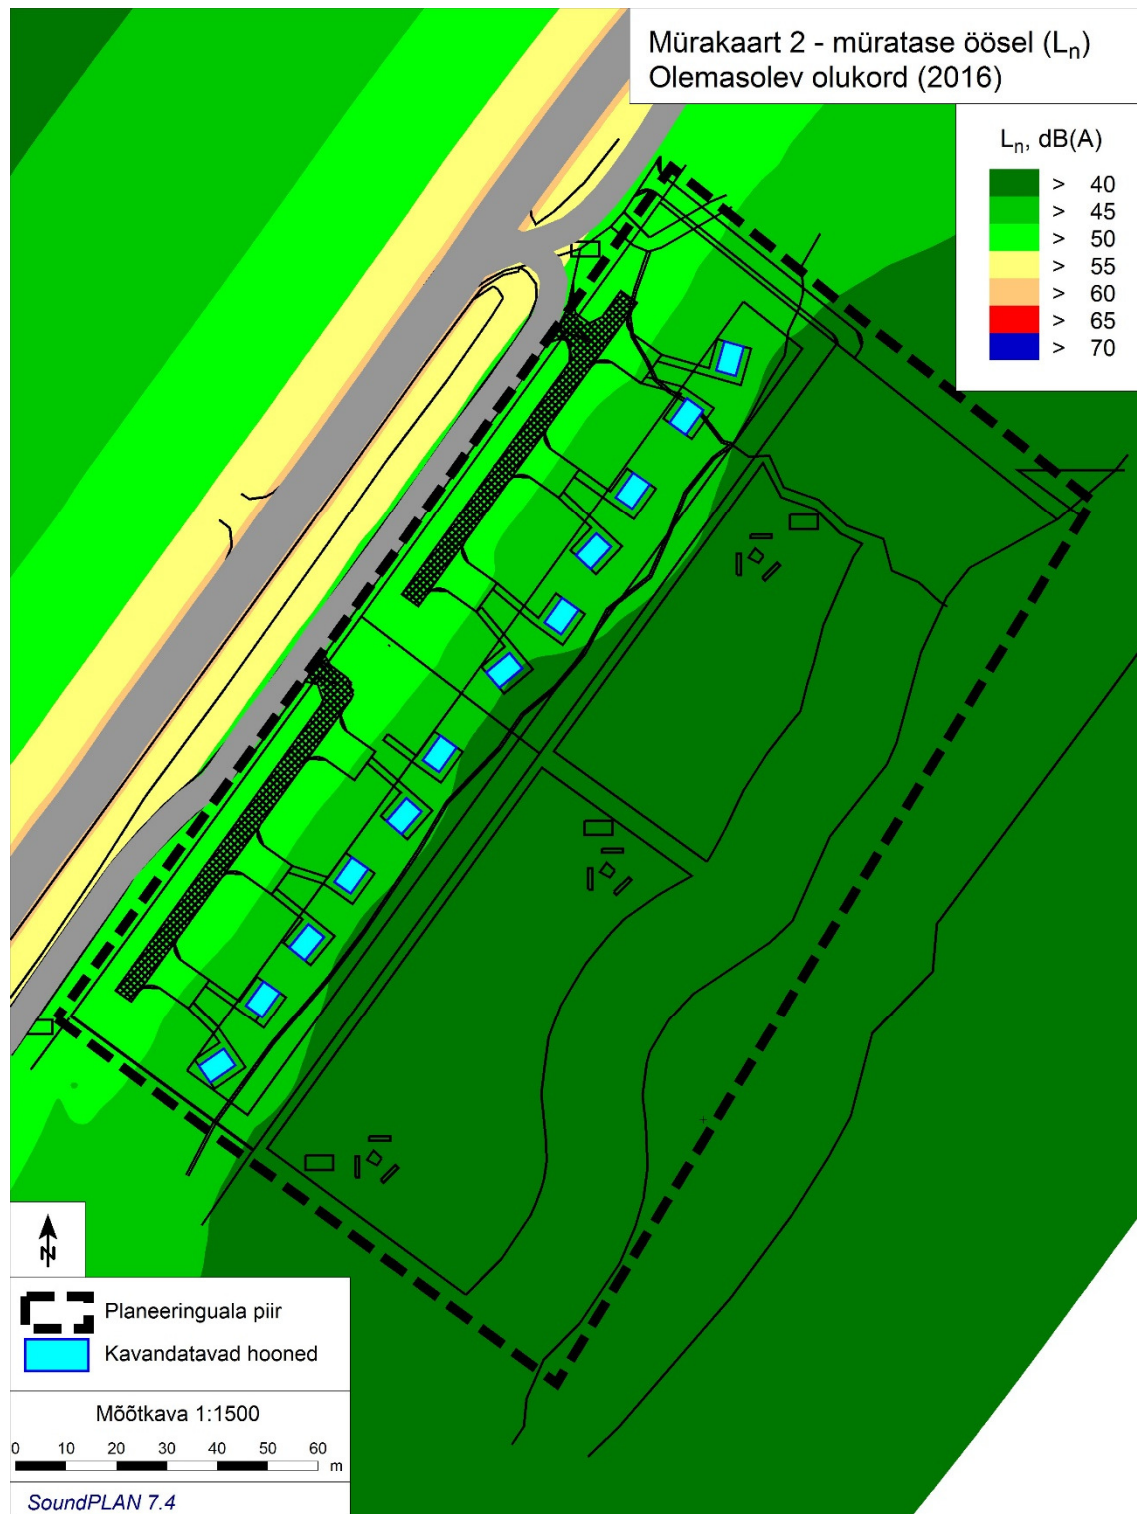 Mürakaart 2 - müratase öösel (Lₙ)
Olemasolev olukord (2016)
Lₙ, dB(A)
> 40
> 45
> 50
> 55
> 60
> 65
> 70
N
Planeeringuala piir
Kavandatavad hooned
Mõõtkava 1:1500
0 10 20 30 40 50 60
m
SoundPLAN 7.4